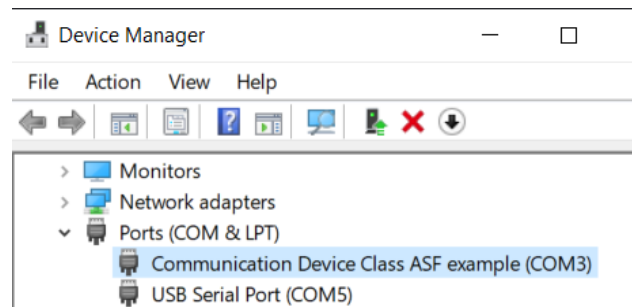 Device Manager
File Action View Help
Monitors
Network adapters
Ports (COM & LPT)
Communication Device Class ASF example (COM3)
USB Serial Port (COM5)